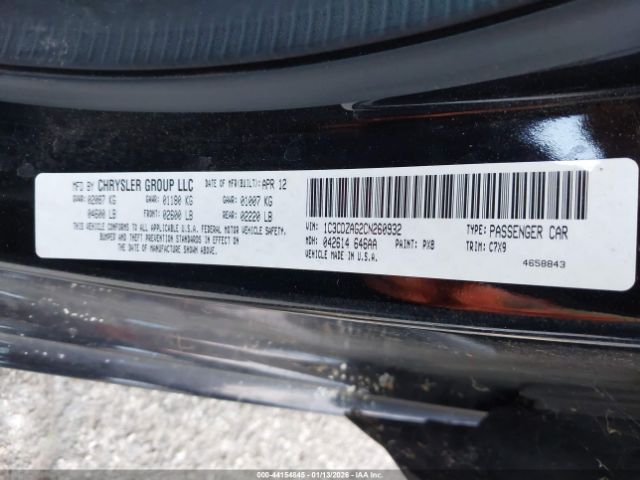 MFD BY CHRYSLER GROUP LLC DATE OF MFR(BUILT): APR 12
GVWR: 02087 KG GAWR: 01180 KG GAWR: 01007 KG
04600 LB FRONT: 02600 LB REAR: 02220 LB
THIS VEHICLE CONFORMS TO ALL APPLICABLE U.S.A. FEDERAL MOTOR VEHICLE SAFETY,
BUMPER AND THEFT PREVENTION STANDARDS IN EFFECT ON
THE DATE OF MANUFACTURE SHOWN ABOVE.
VIN: 1C3CDZAG2CN260932 TYPE: PASSENGER CAR
MDH: 042614 646AA PAINT: PX8 TRIM: C7X9
VEHICLE MADE IN U.S.A.
4658843
000-44154645 - 01/13/2026 - IAAI, Inc.